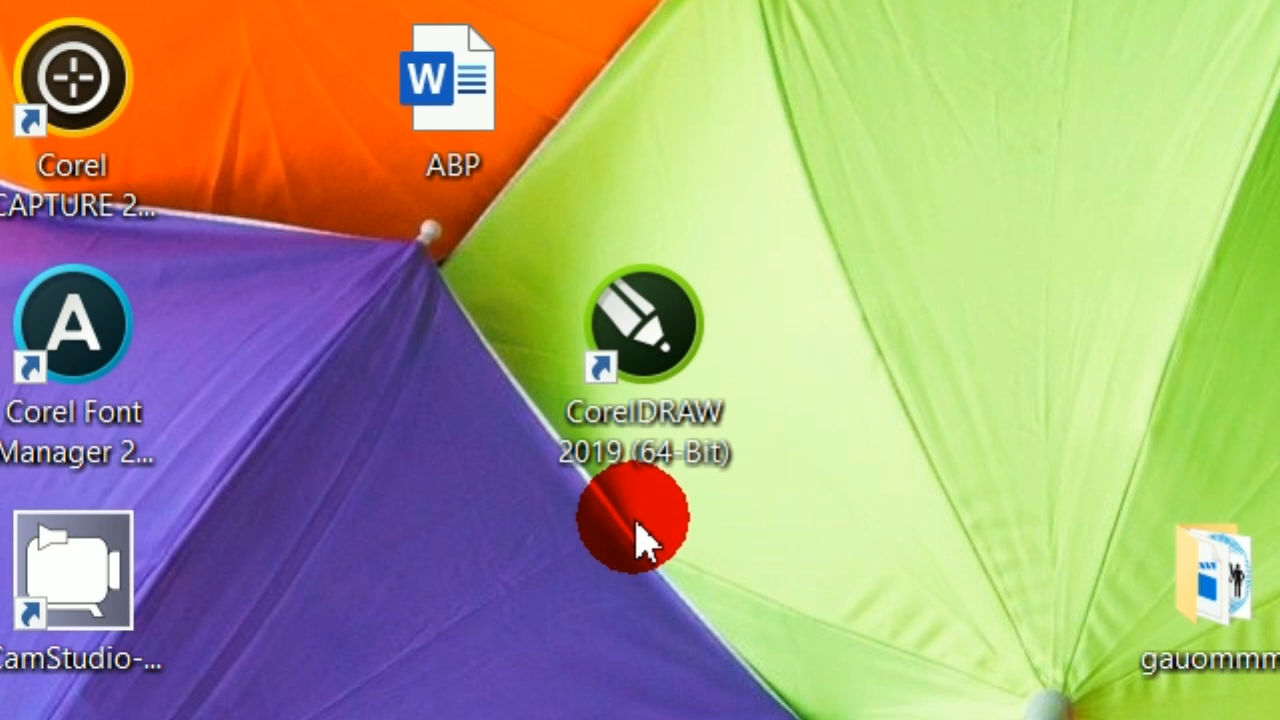 Corel
CAPTURE 2...
W
ABP
A
Corel Font
Manager 2...
CorelDRAW
2019 (64-Bit)
CamStudio-...
gauommm